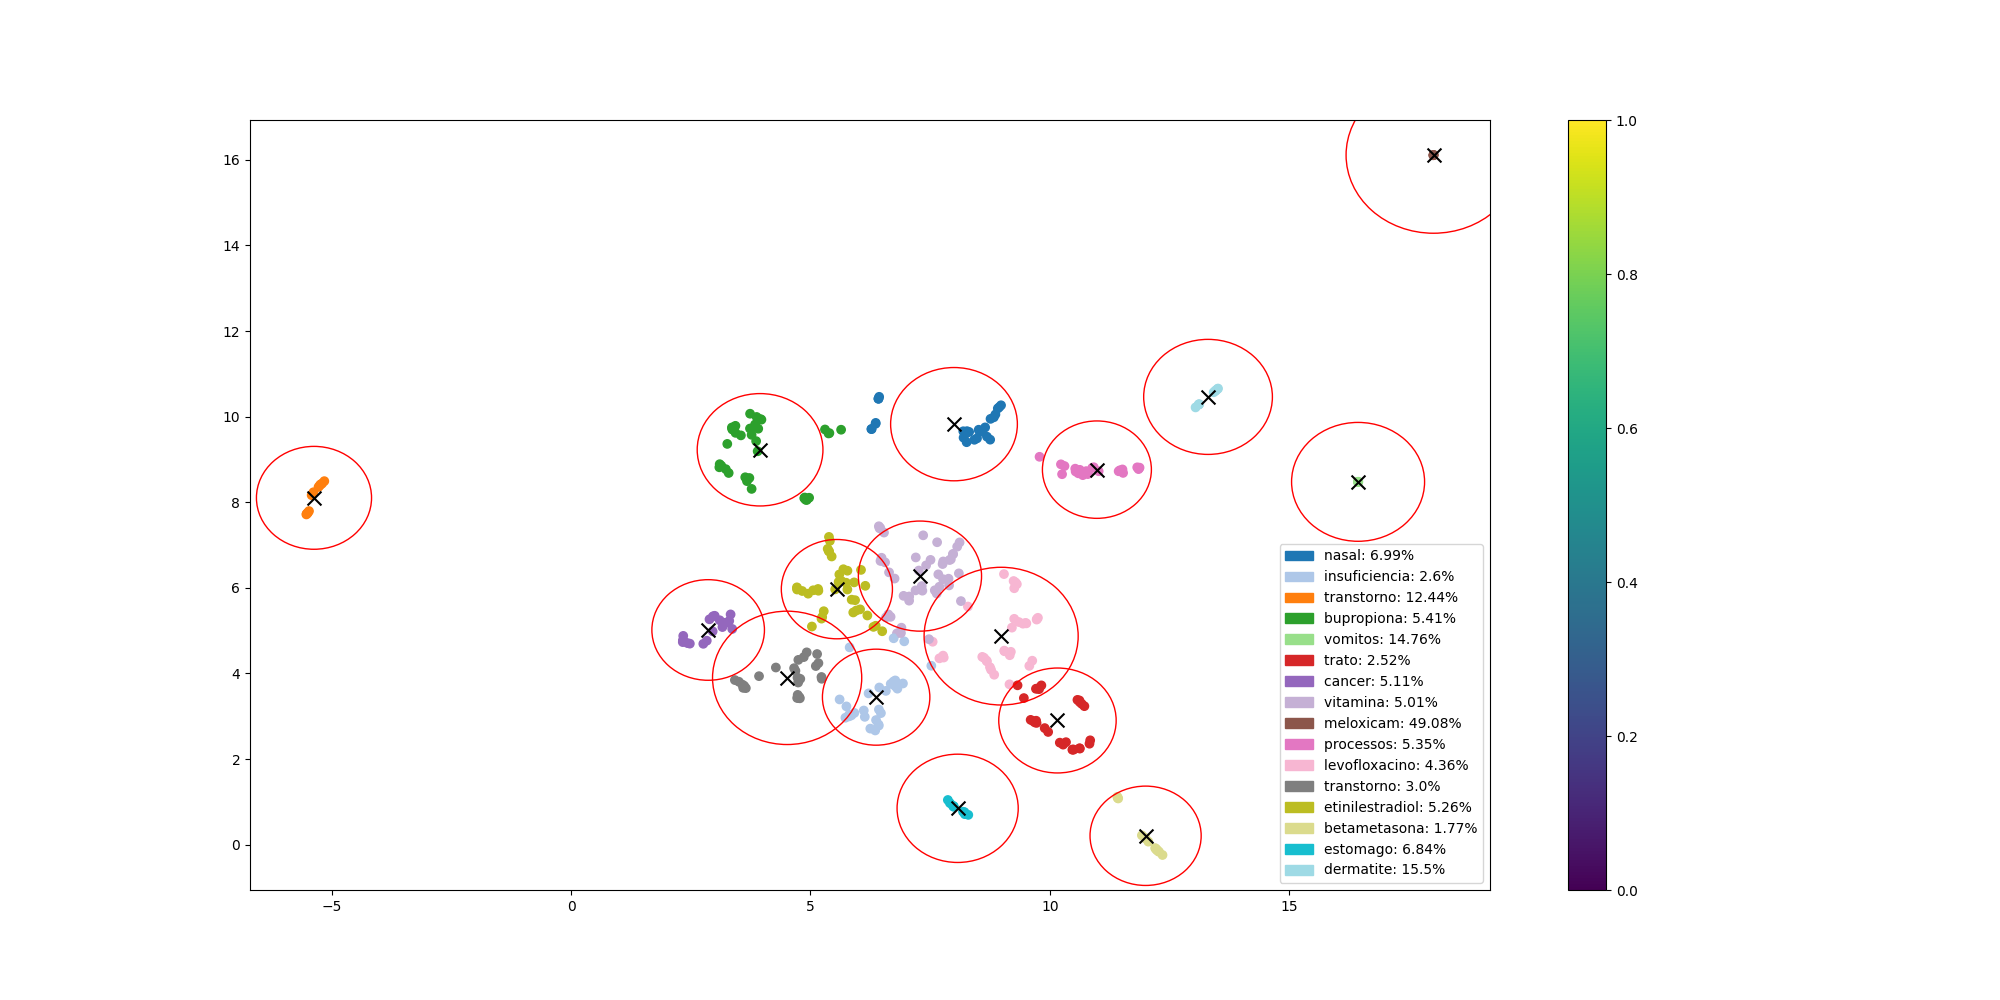 16
14
12
10
8
6
4
2
0
−5
0
5
10
15
nasal: 6.99%
insuficiencia: 2.6%
transtorno: 12.44%
bupropiona: 5.41%
vomitos: 14.76%
trato: 2.52%
cancer: 5.11%
vitamina: 5.01%
meloxicam: 49.08%
processos: 5.35%
levofloxacino: 4.36%
transtorno: 3.0%
etinilestradiol: 5.26%
betametasona: 1.77%
estomago: 6.84%
dermatite: 15.5%
1.0
0.8
0.6
0.4
0.2
0.0